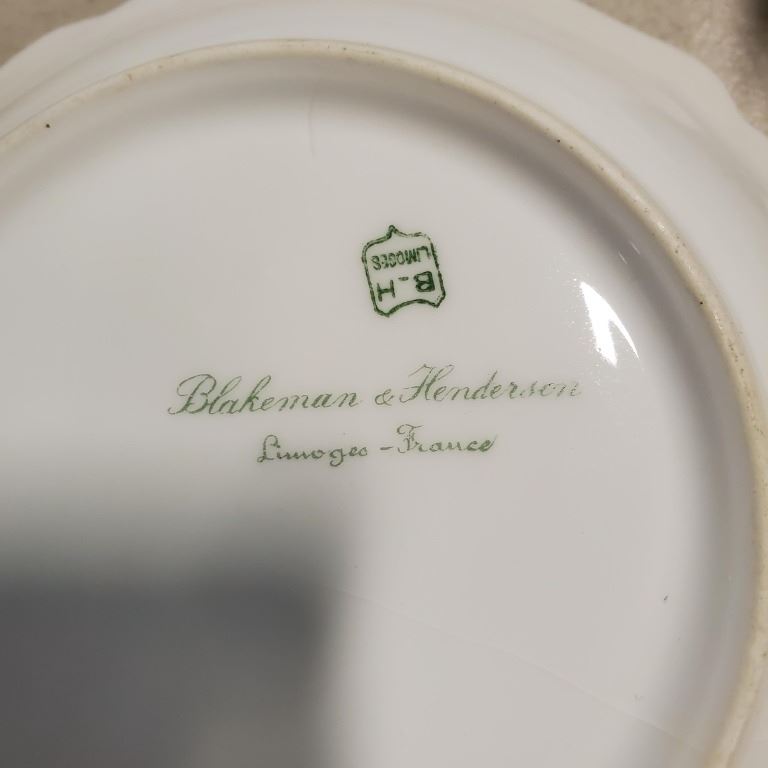 B-H
LIMOGES
Blakeman & Henderson
Limoges - France